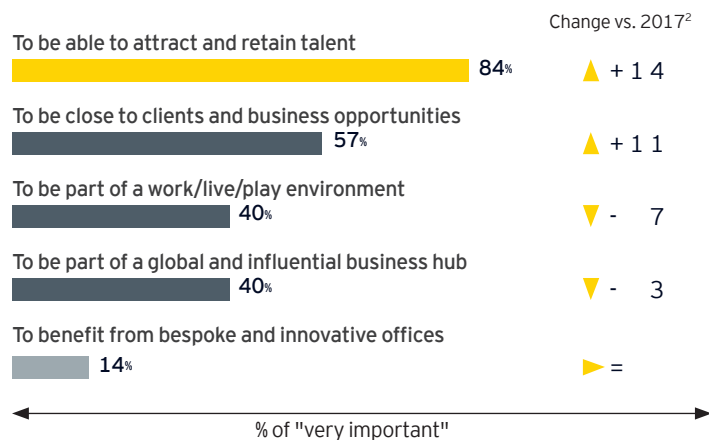 Change vs. 2017²
To be able to attract and retain talent
84% + 1 4
To be close to clients and business opportunities
57% + 1 1
To be part of a work/live/play environment
40% - 7
To be part of a global and influential business hub
40% - 3
To benefit from bespoke and innovative offices
14% =
% of "very important"